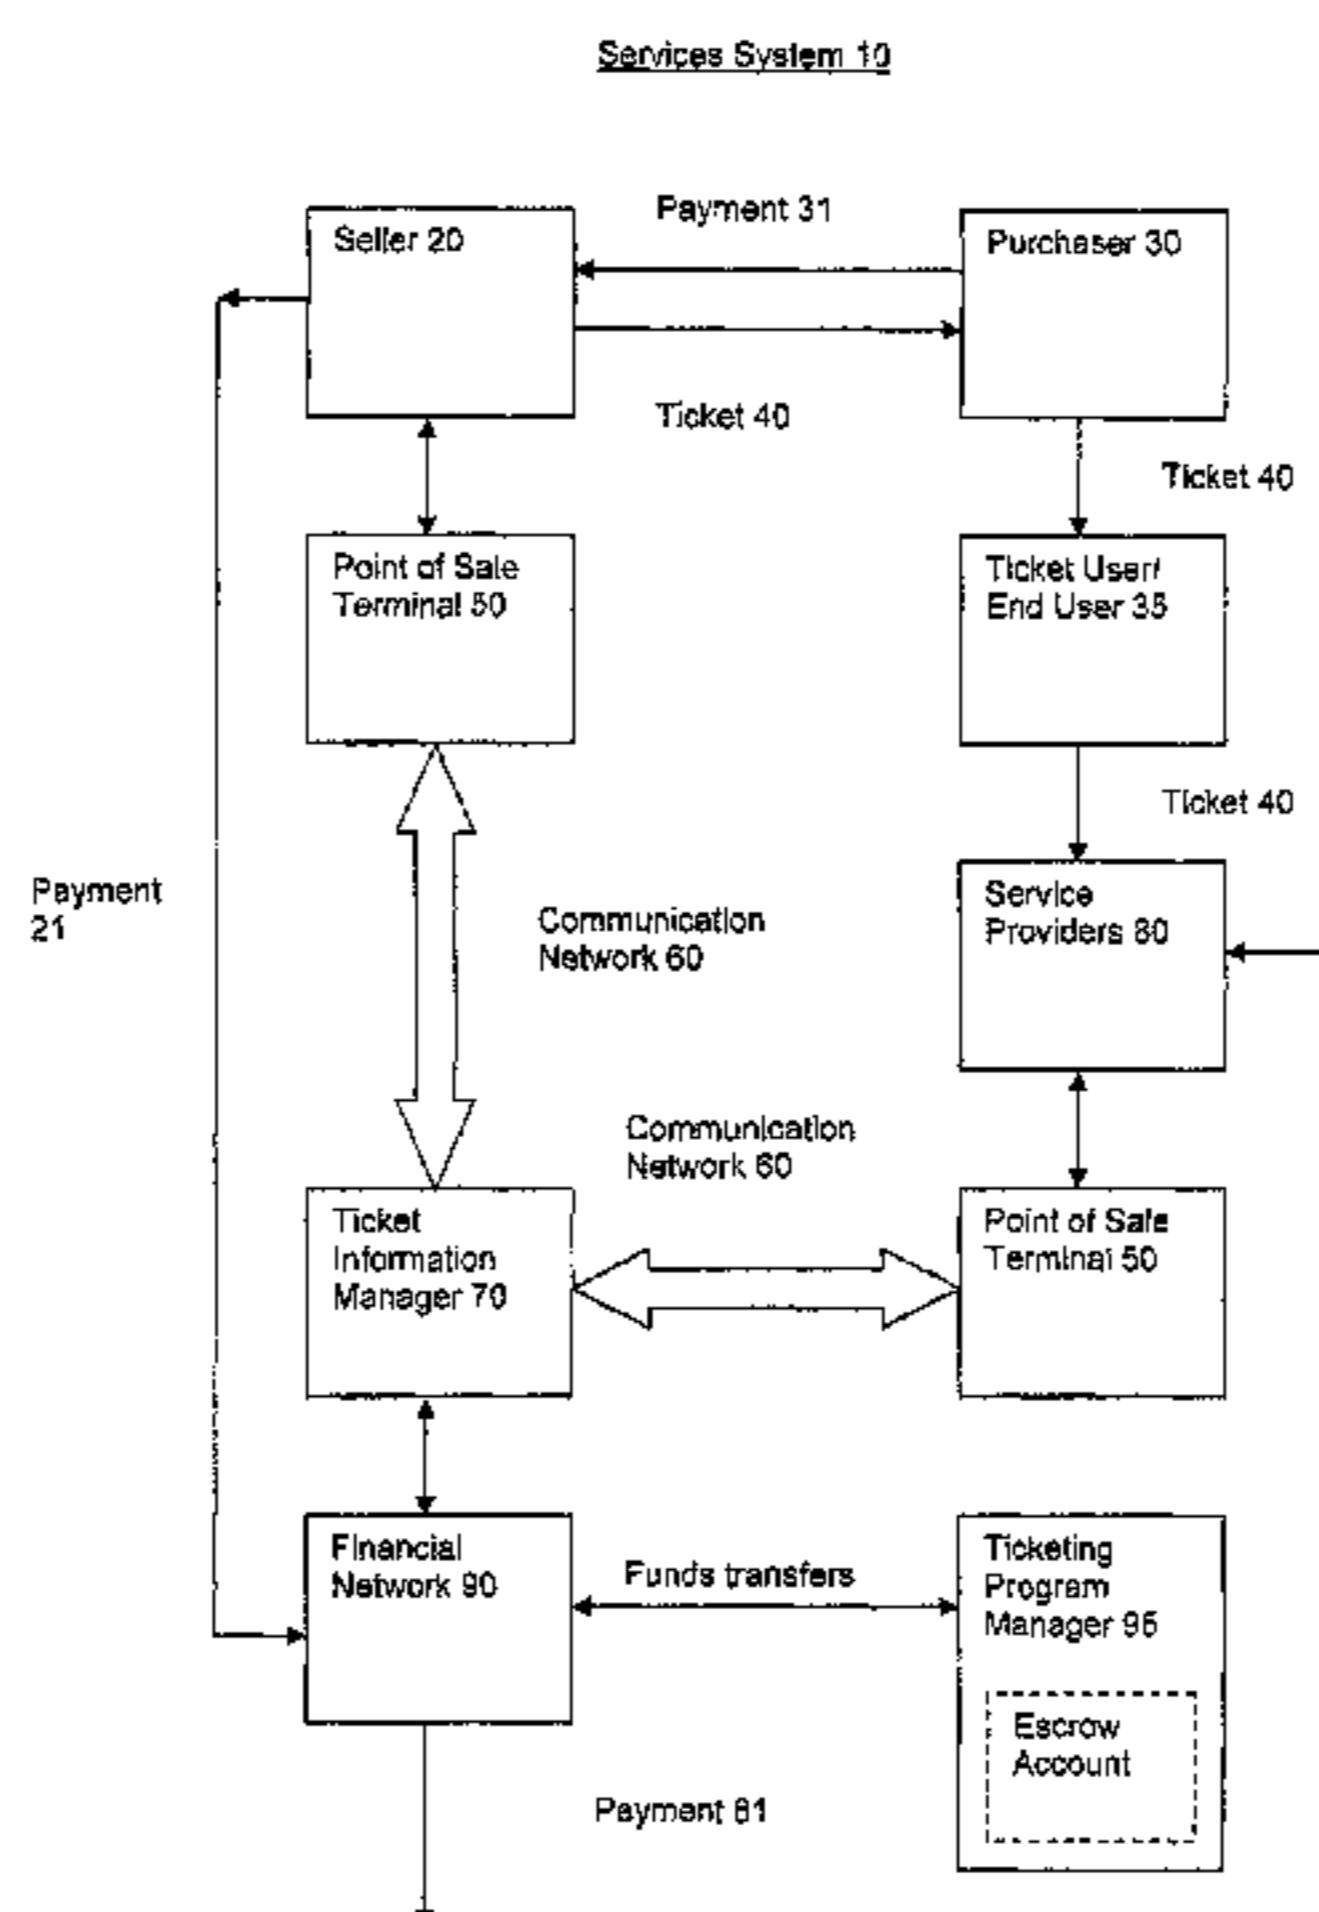 Services System 10
Payment 31
Seller 20
Purchaser 30
Ticket 40
Ticket 40
Point of Sale
Terminal 50
Ticket User/
End User 35
Ticket 40
Payment
21
Service
Providers 80
Communication
Network 60
Communication
Network 60
Ticket
Information
Manager 70
Point of Sale
Terminal 50
Financial
Network 90
Funds transfers
Ticketing
Program
Manager 95
Escrow
Account
Payment 81